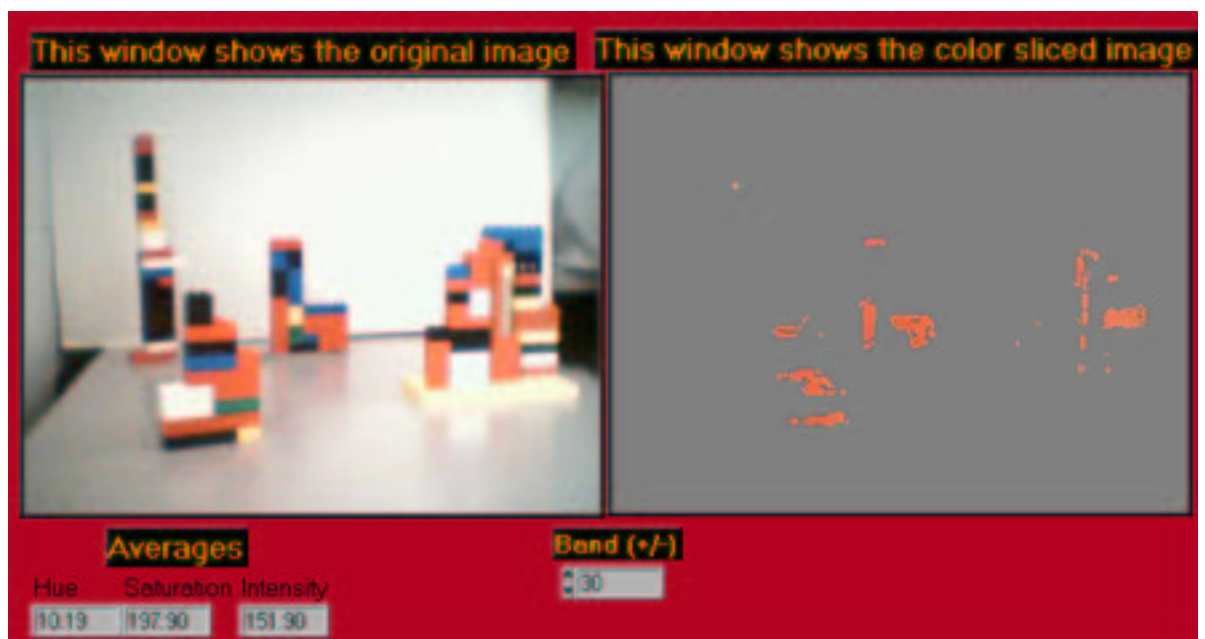 This window shows the original image
This window shows the color sliced image
Averages
Band (+/-)
Hue Saturation Intensity
30
10.19 197.90 151.90